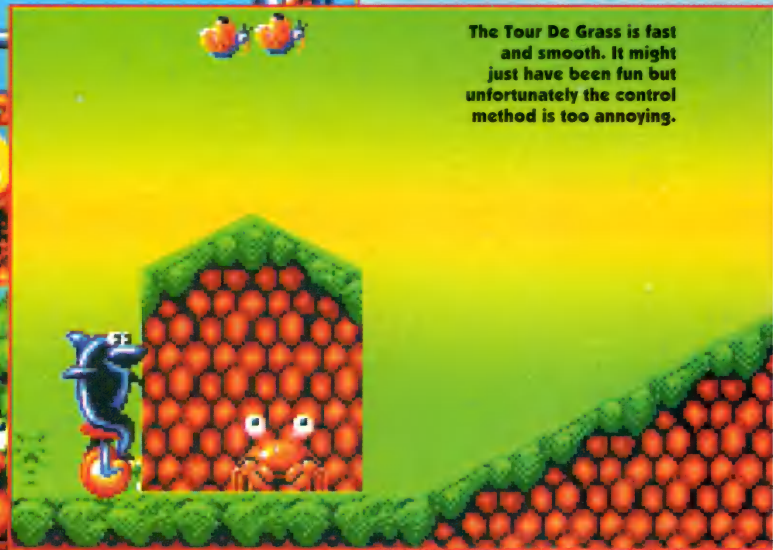 The Tour De Grass is fast
and smooth. It might
just have been fun but
unfortunately the control
method is too annoying.